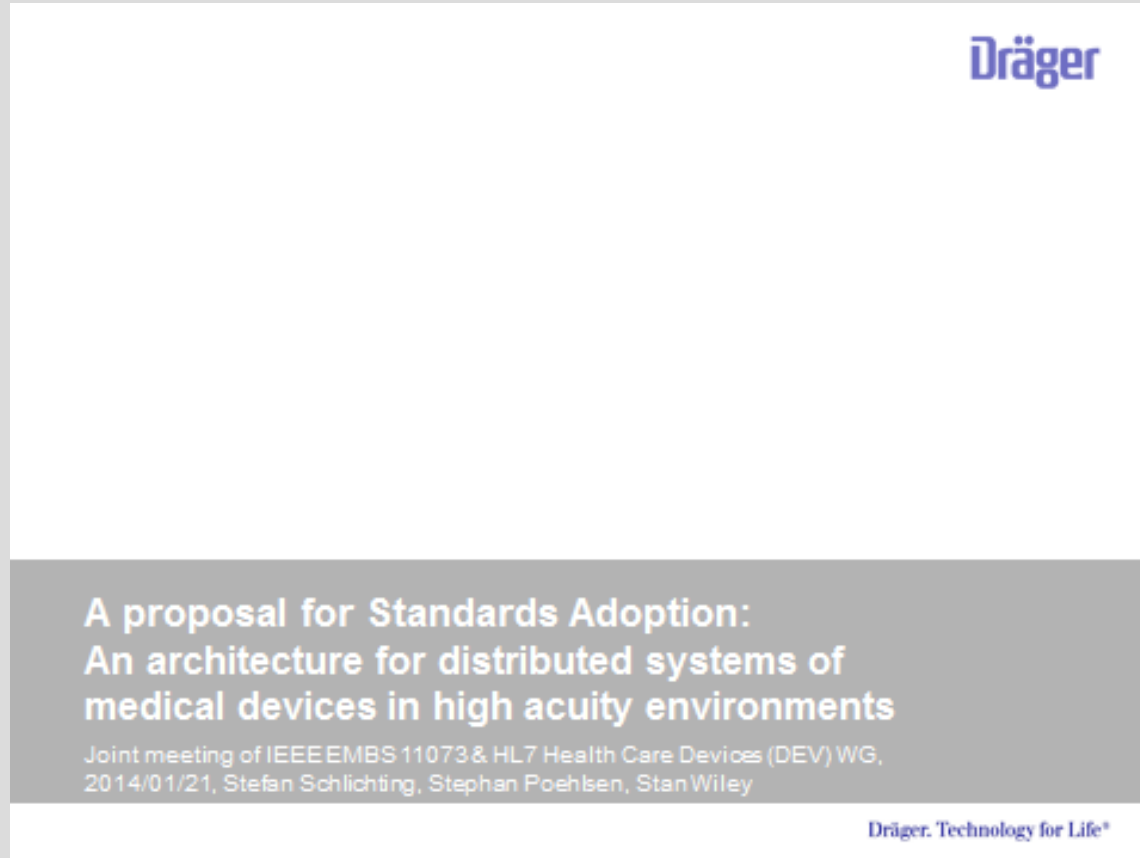 Dräger
A proposal for Standards Adoption:
An architecture for distributed systems of
medical devices in high acuity environments
Joint meeting of IEEE EMBS 11073 & HL7 Health Care Devices (DEV) WG,
2014/01/21, Stefan Schlichting, Stephan Poehlsen, Stan Wiley
Dräger. Technology for Life®